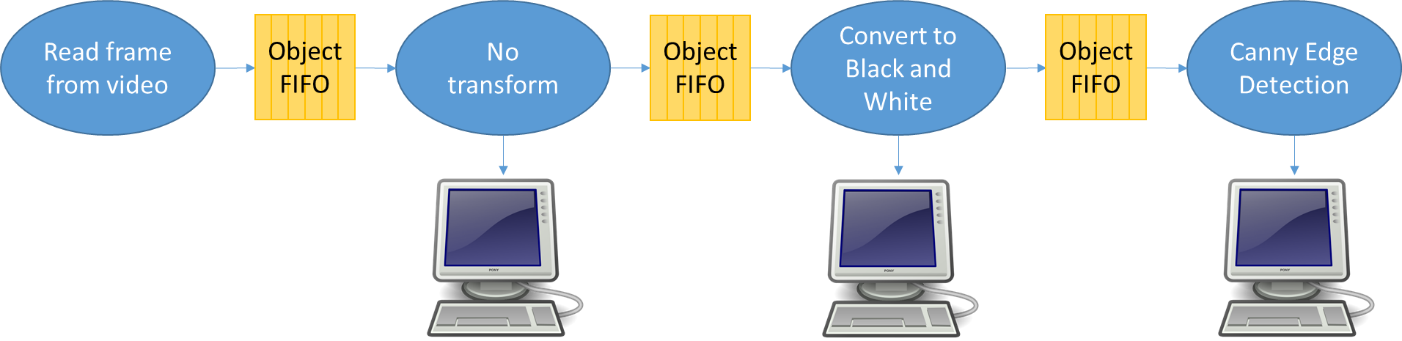 Read frame
from video
Object
FIFO
No
transform
Object
FIFO
Convert to
Black and
White
Object
FIFO
Canny Edge
Detection